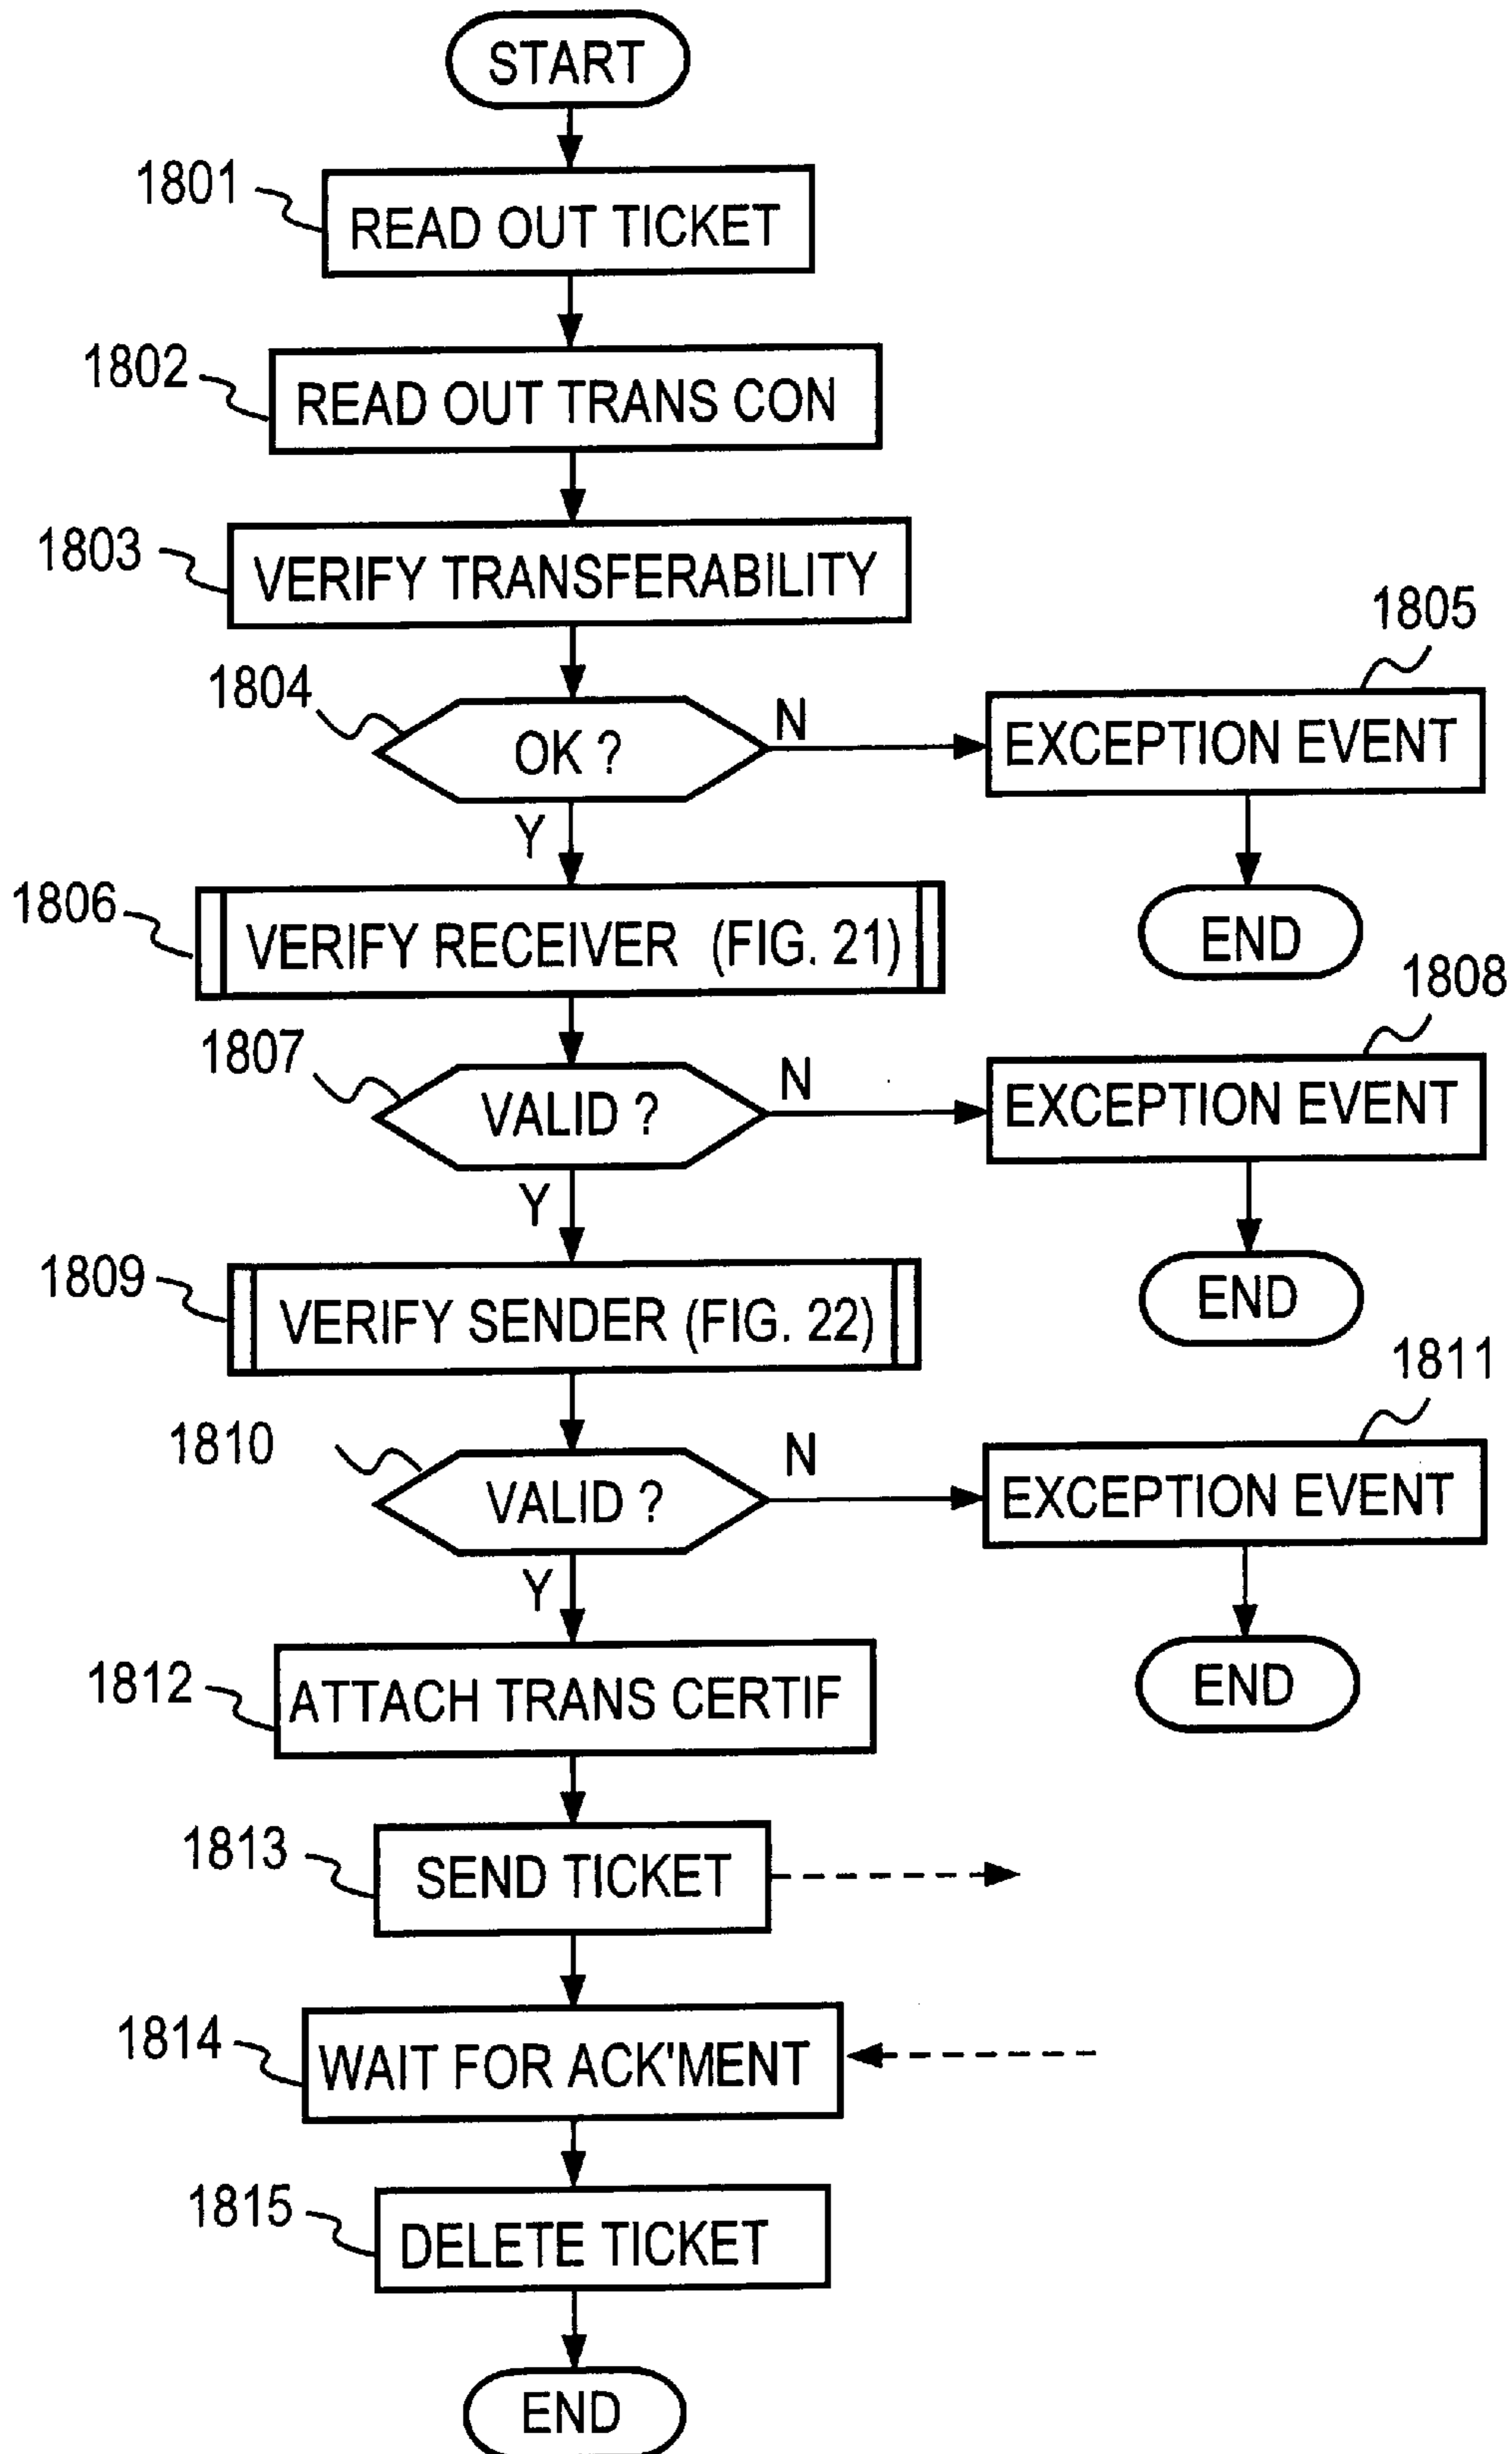 START
1801
READ OUT TICKET
1802
READ OUT TRANS CON
1803
VERIFY TRANSFERABILITY
1804
OK ?
N
1805
EXCEPTION EVENT
END
Y
1806
VERIFY RECEIVER (FIG. 21)
1807
VALID ?
N
1808
EXCEPTION EVENT
END
Y
1809
VERIFY SENDER (FIG. 22)
1810
VALID ?
N
1811
EXCEPTION EVENT
END
Y
1812
ATTACH TRANS CERTIF
1813
SEND TICKET
1814
WAIT FOR ACK'MENT
1815
DELETE TICKET
END